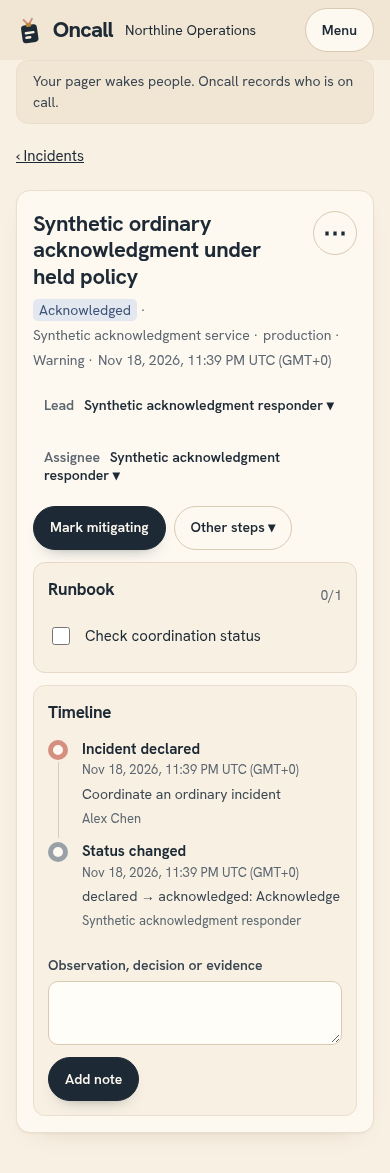 Oncall Northline Operations Menu
Your pager wakes people. Oncall records who is on
call.
‹ Incidents
Synthetic ordinary
acknowledgment under
held policy
...
Acknowledged ·
Synthetic acknowledgment service · production ·
Warning · Nov 18, 2026, 11:39 PM UTC (GMT+0)
Lead Synthetic acknowledgment responder ▾
Assignee Synthetic acknowledgment
responder ▾
Mark mitigating Other steps ▾
Runbook 0/1
Check coordination status
Timeline
Incident declared
Nov 18, 2026, 11:39 PM UTC (GMT+0)
Coordinate an ordinary incident
Alex Chen
Status changed
Nov 18, 2026, 11:39 PM UTC (GMT+0)
declared → acknowledged: Acknowledge
Synthetic acknowledgment responder
Observation, decision or evidence
Add note